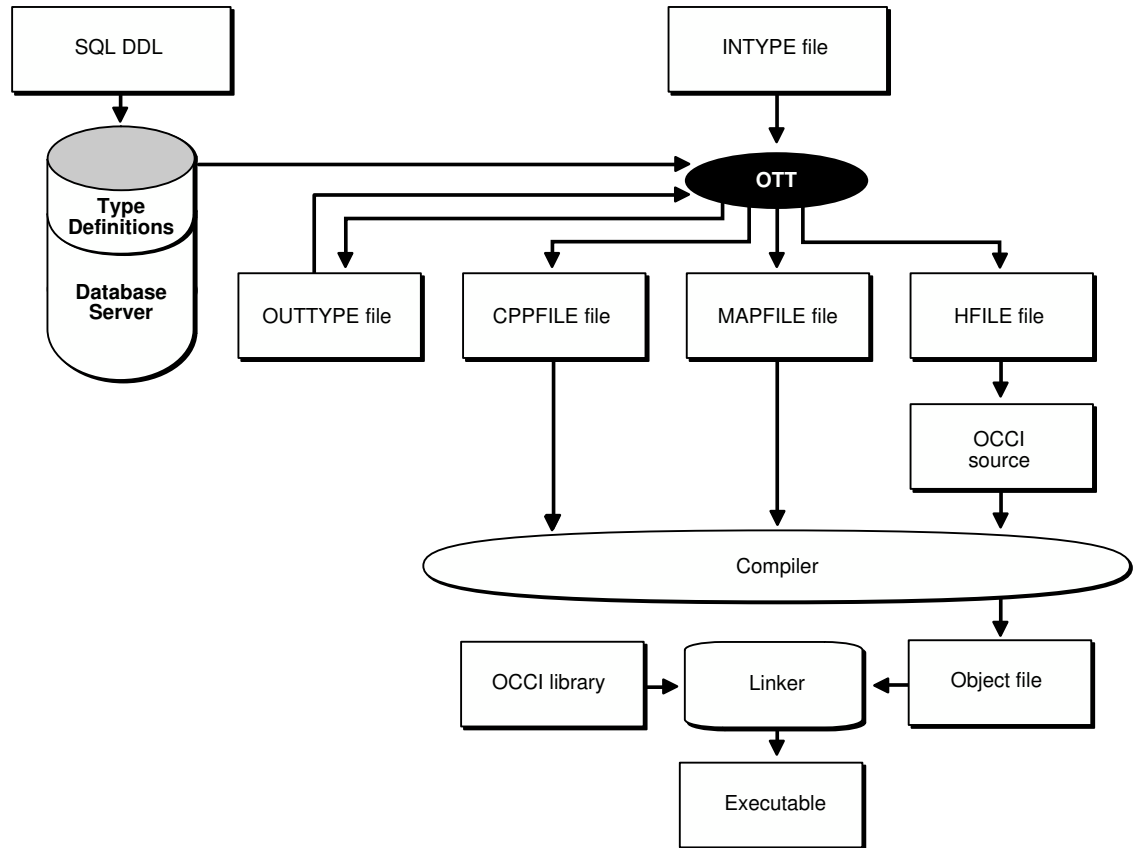 SQL DDL
INTYPE file
OTT
Type
Definitions
Database
Server
OUTTYPE file
CPPFILE file
MAPFILE file
HFILE file
OCCI
source
Compiler
OCCI library
Linker
Object file
Executable